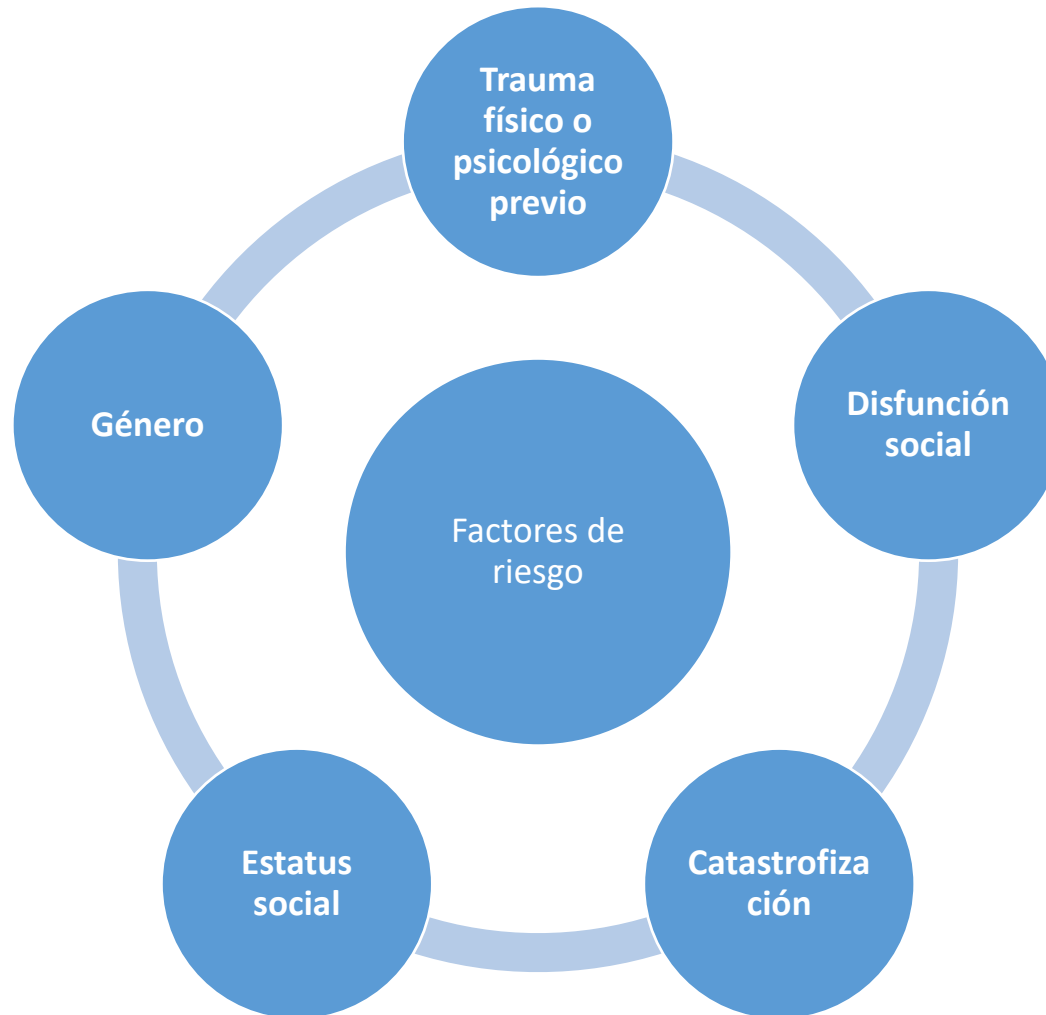 Trauma
físico o
psicológico
previo
Disfunción
social
Catastrofiza
ción
Estatus
social
Género
Factores de
riesgo